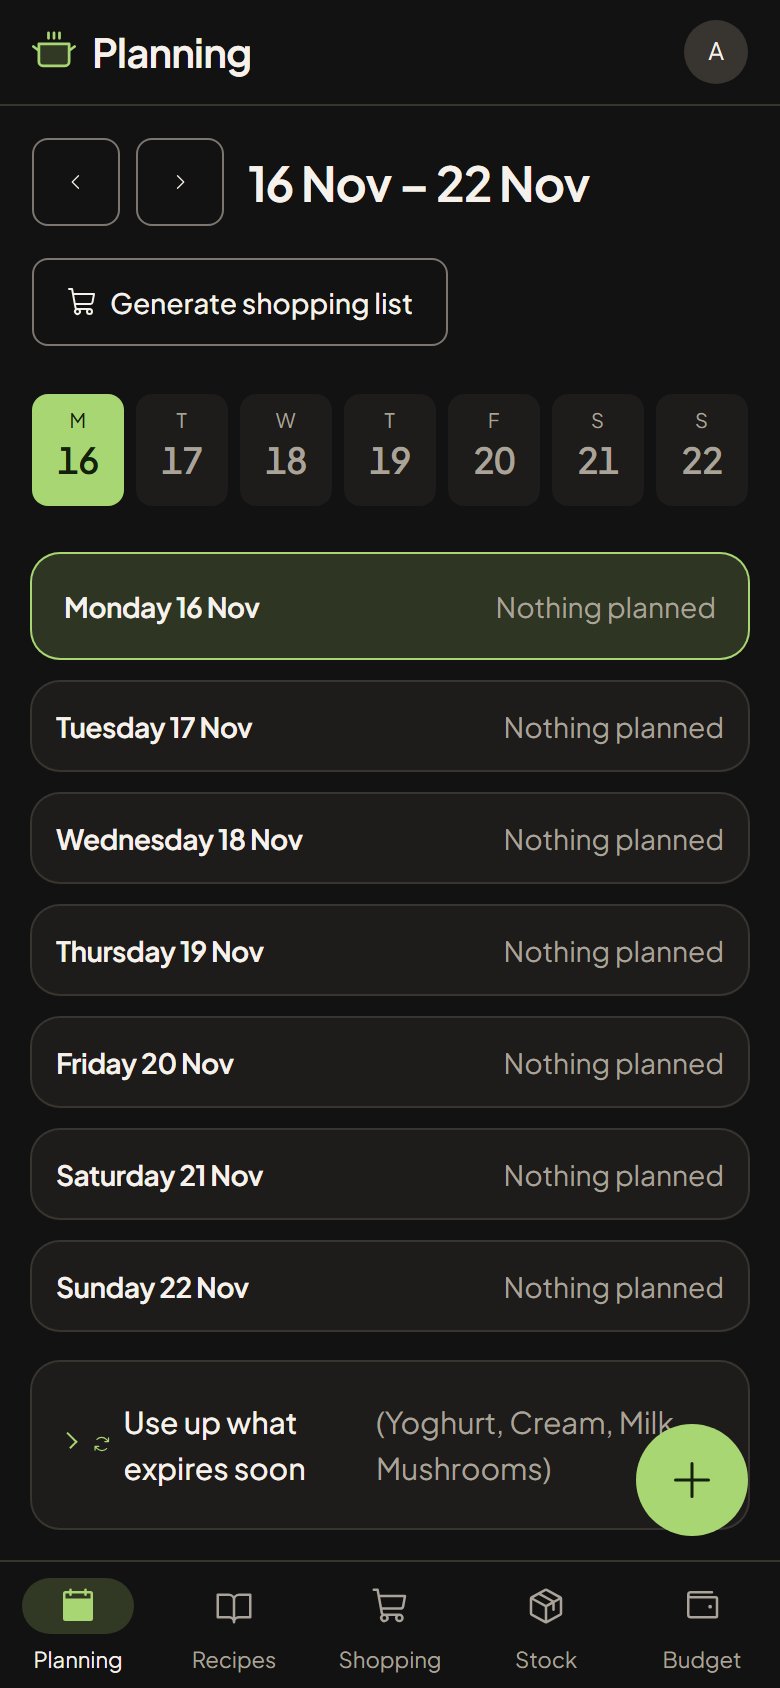 Planning
A
16 Nov – 22 Nov
Generate shopping list
M T W T F S S
16 17 18 19 20 21 22
Monday 16 Nov Nothing planned
Tuesday 17 Nov Nothing planned
Wednesday 18 Nov Nothing planned
Thursday 19 Nov Nothing planned
Friday 20 Nov Nothing planned
Saturday 21 Nov Nothing planned
Sunday 22 Nov Nothing planned
Use up what (Yoghurt, Cream, Milk
expires soon Mushrooms)
Planning Recipes Shopping Stock Budget